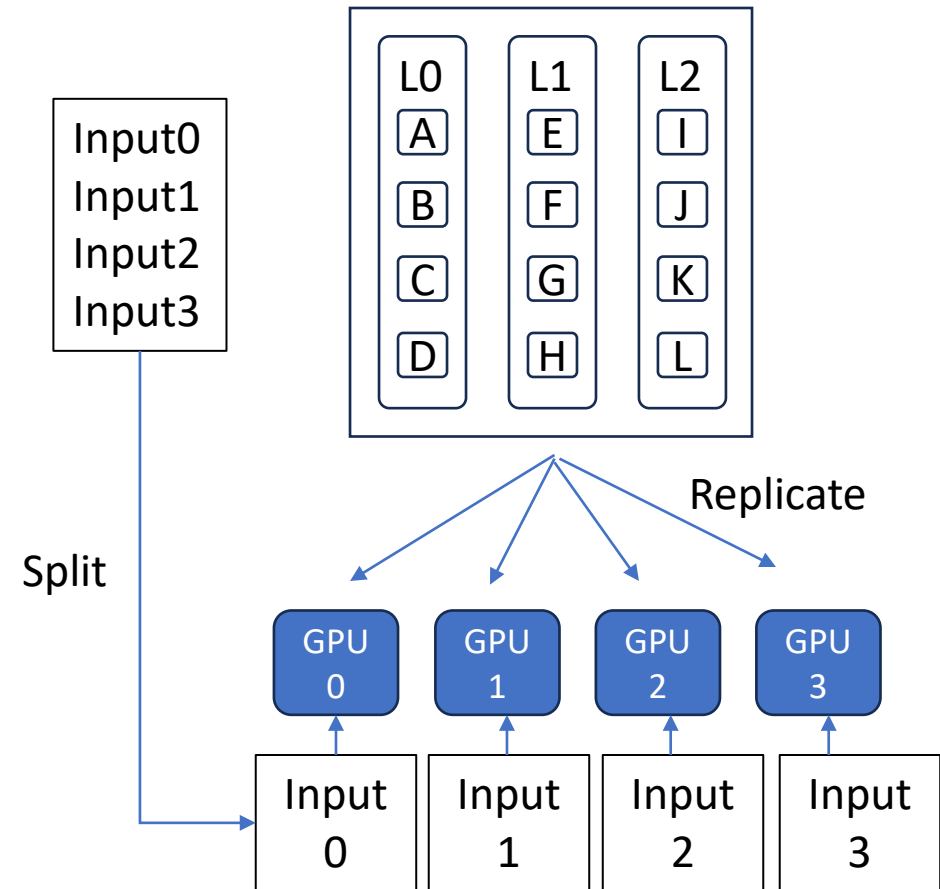 Input0
Input1
Input2
Input3
L0
A
B
C
D
L1
E
F
G
H
L2
I
J
K
L
Replicate
Split
GPU
0
GPU
1
GPU
2
GPU
3
Input
0
Input
1
Input
2
Input
3